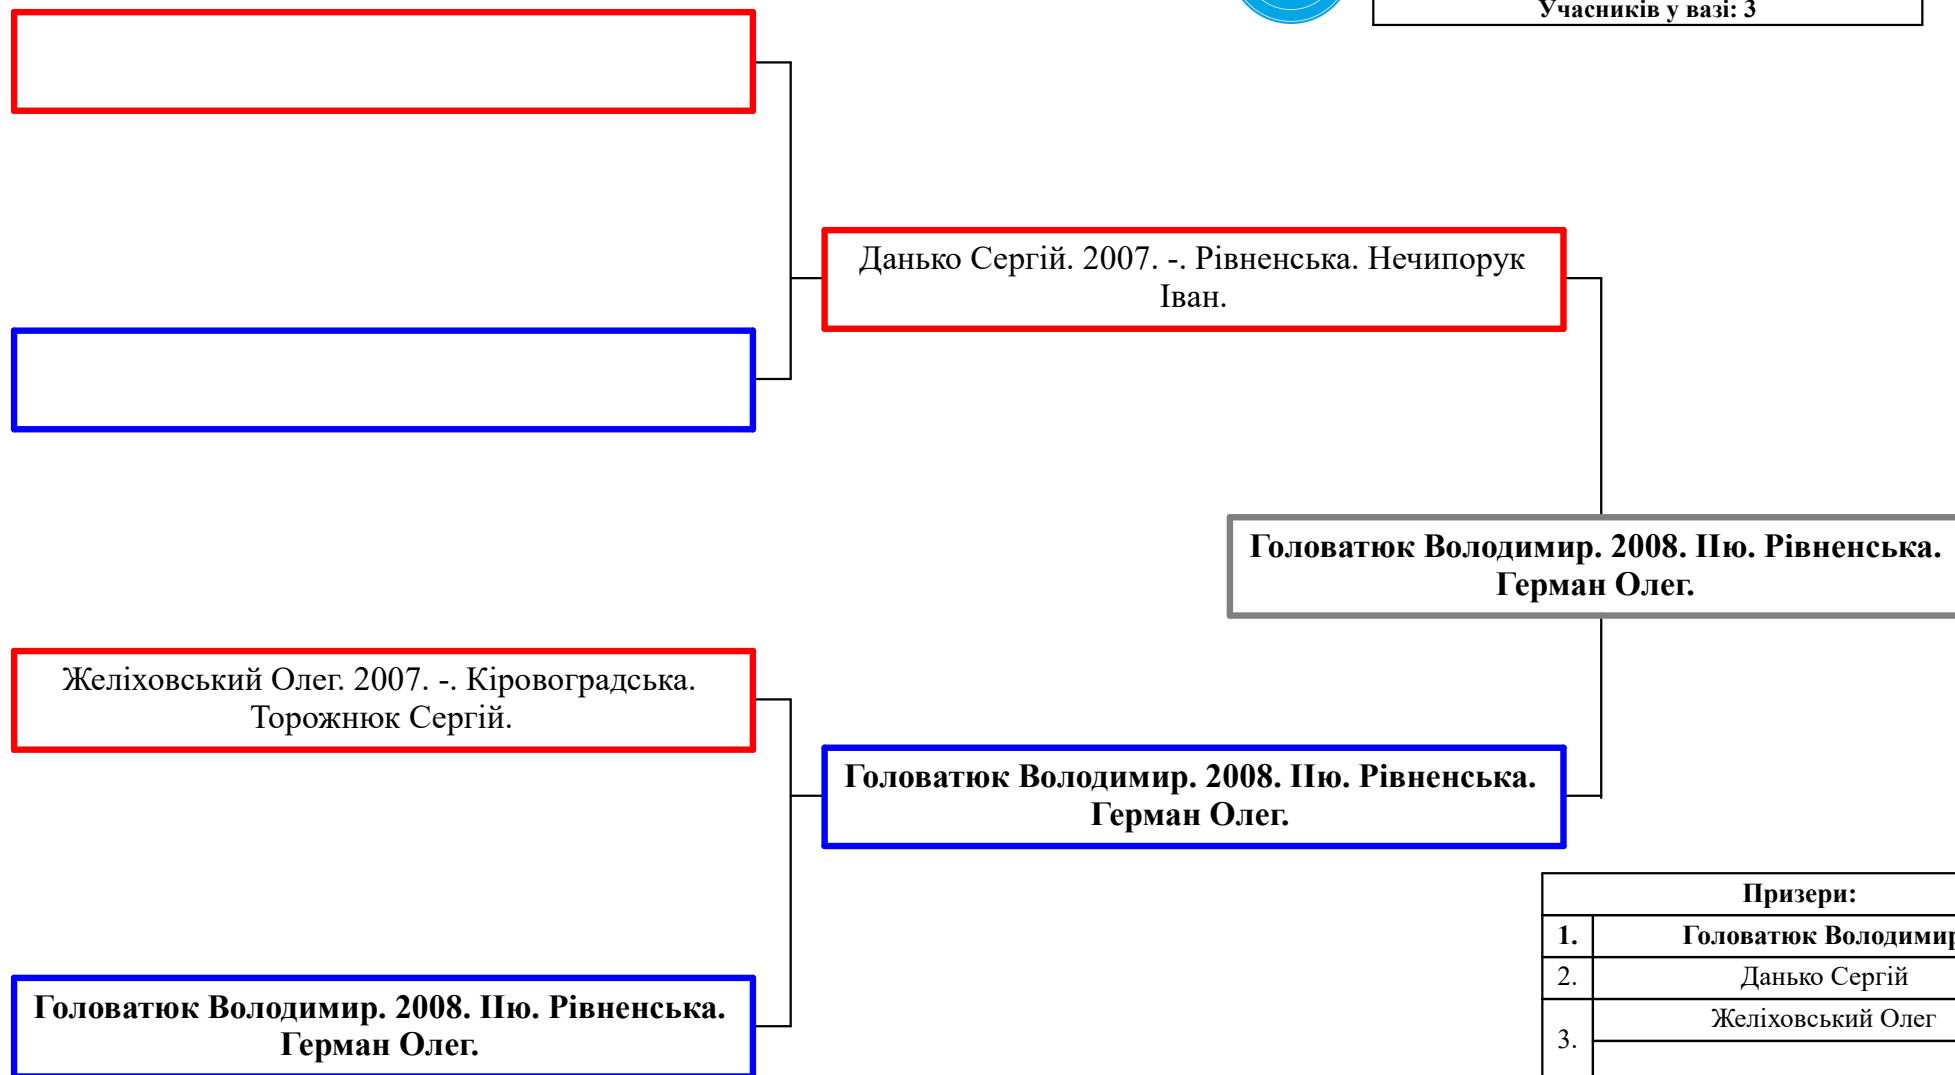 Учасників у вазі: 3
Данько Сергій. 2007. -. Рівненська. Нечипорук
Іван.
Головатюк Володимир. 2008. ІІю. Рівненська.
Герман Олег.
Желіховський Олег. 2007. -. Кіровоградська.
Торожнюк Сергій.
Головатюк Володимир. 2008. ІІю. Рівненська.
Герман Олег.
Головатюк Володимир. 2008. ІІю. Рівненська.
Герман Олег.
Призери:
1. Головатюк Володимир
2. Данько Сергій
Желіховський Олег
3.